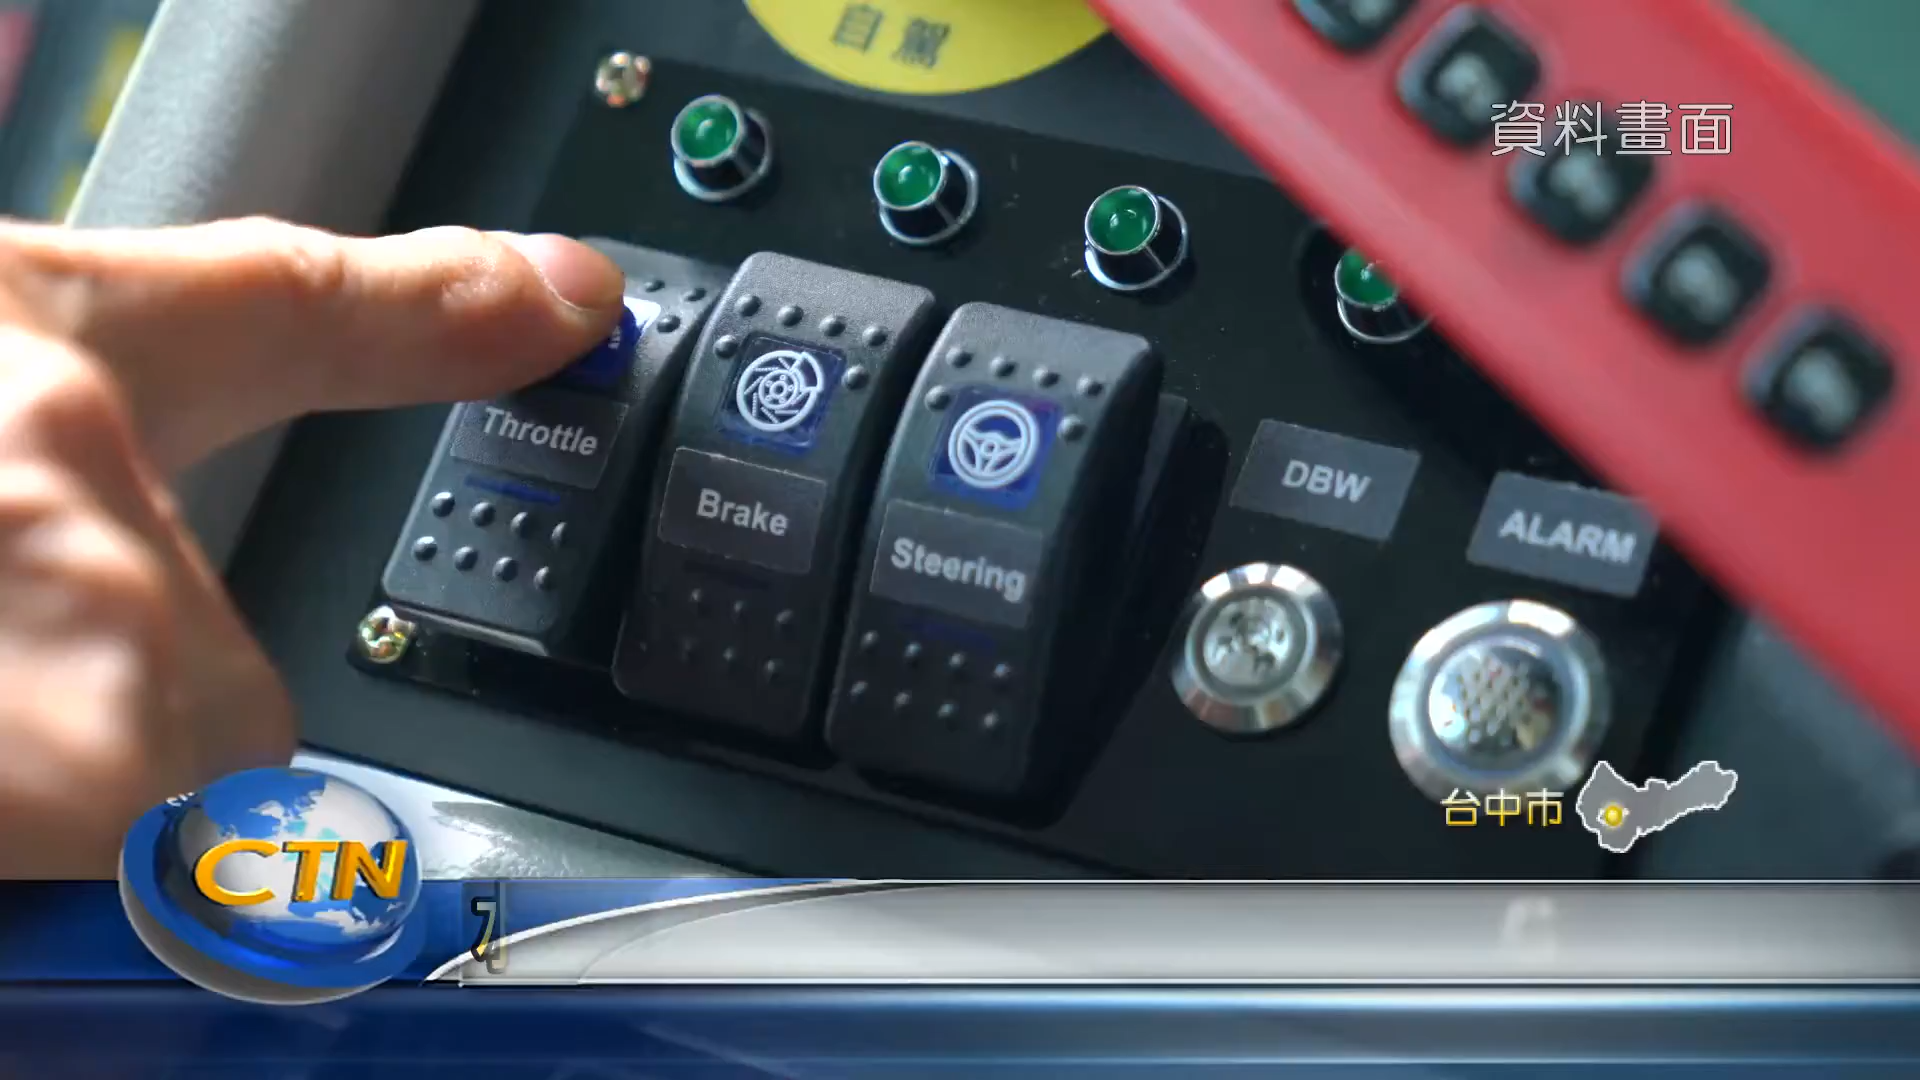 自駕
資料畫面
Throttle
Brake
Steering
DBW
ALARM
台中市
CTN